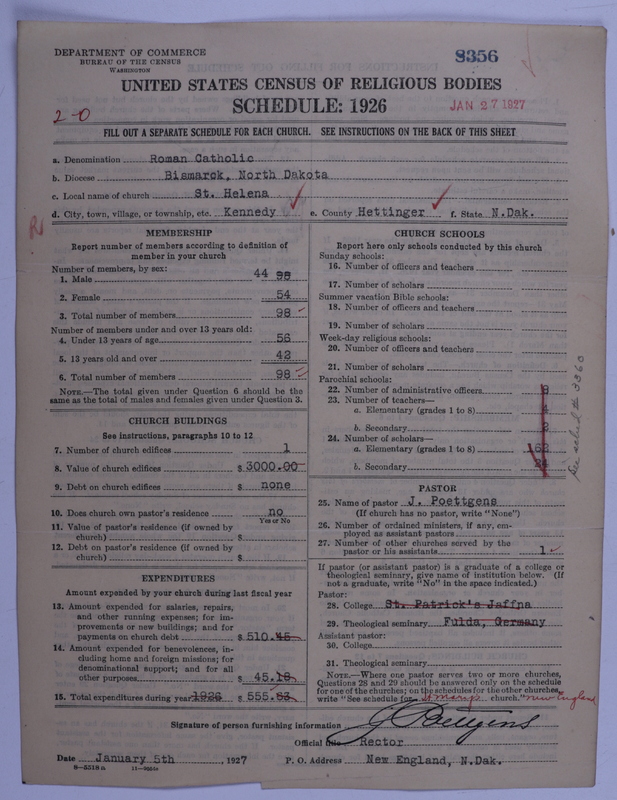 DEPARTMENT OF COMMERCE
BUREAU OF THE CENSUS
WASHINGTON
8356
UNITED STATES CENSUS OF RELIGIOUS BODIES
SCHEDULE: 1926
JAN 27 1927
2-0
FILL OUT A SEPARATE SCHEDULE FOR EACH CHURCH. SEE INSTRUCTIONS ON THE BACK OF THIS SHEET
a. Denomination Roman Catholic
b. Diocese Bismarck, North Dakota
c. Local name of church St. Helena
d. City, town, village, or township, etc. Kennedy e. County Hettinger f. State N.Dak.
MEMBERSHIP
Report number of members according to definition of
member in your church
Number of members, by sex:
1. Male 44 98
2. Female 54
3. Total number of members 98
Number of members under and over 13 years old:
4. Under 13 years of age 56
5. 13 years old and over 42
6. Total number of members 98
NOTE.—The total given under Question 6 should be the
same as the total of males and females given under Question 3.
CHURCH BUILDINGS
See instructions, paragraphs 10 to 12
7. Number of church edifices 1
8. Value of church edifices $ 3000.00
9. Debt on church edifices $ none
10. Does church own pastor's residence no
Yes or No
11. Value of pastor's residence (if owned by
church) $
12. Debt on pastor's residence (if owned by
church) $
EXPENDITURES
Amount expended by your church during last fiscal year
13. Amount expended for salaries, repairs,
and other running expenses; for im-
provements or new buildings; and for
payments on church debt $ 510.45
14. Amount expended for benevolences, in-
cluding home and foreign missions; for
denominational support; and for all
other purposes $ 45.18
15. Total expenditures during year 1926 $ 555.63
CHURCH SCHOOLS
Report here only schools conducted by this church
Sunday schools:
16. Number of officers and teachers
17. Number of scholars
Summer vacation Bible schools:
18. Number of officers and teachers
19. Number of scholars
Week-day religious schools:
20. Number of officers and teachers
21. Number of scholars
Parochial schools:
22. Number of administrative officers
23. Number of teachers—
a. Elementary (grades 1 to 8)
b. Secondary 2
24. Number of scholars—
a. Elementary (grades 1 to 8)
b. Secondary
See sched # 3360
PASTOR
25. Name of pastor J. Poettgens
(If church has no pastor, write "None")
26. Number of ordained ministers, if any, em-
ployed as assistant pastors
27. Number of other churches served by the
pastor or his assistants 1
If pastor (or assistant pastor) is a graduate of a college or
theological seminary, give name of institution below. (If
not a graduate, write "No" in the space indicated.)
Pastor:
28. College St. Patrick's Jaffna
29. Theological seminary Fulda, Germany
Assistant pastor:
30. College
31. Theological seminary
NOTE.—Where one pastor serves two or more churches,
Questions 28 and 29 should be answered only on the schedule
for one of the churches; on the schedules for the other churches,
write "See schedule for St Marys church." New England
Signature of person furnishing information J Poettgens
Official title Rector
Date January 5th, 1927 P. O. Address New England, N.Dak.
8-3518a